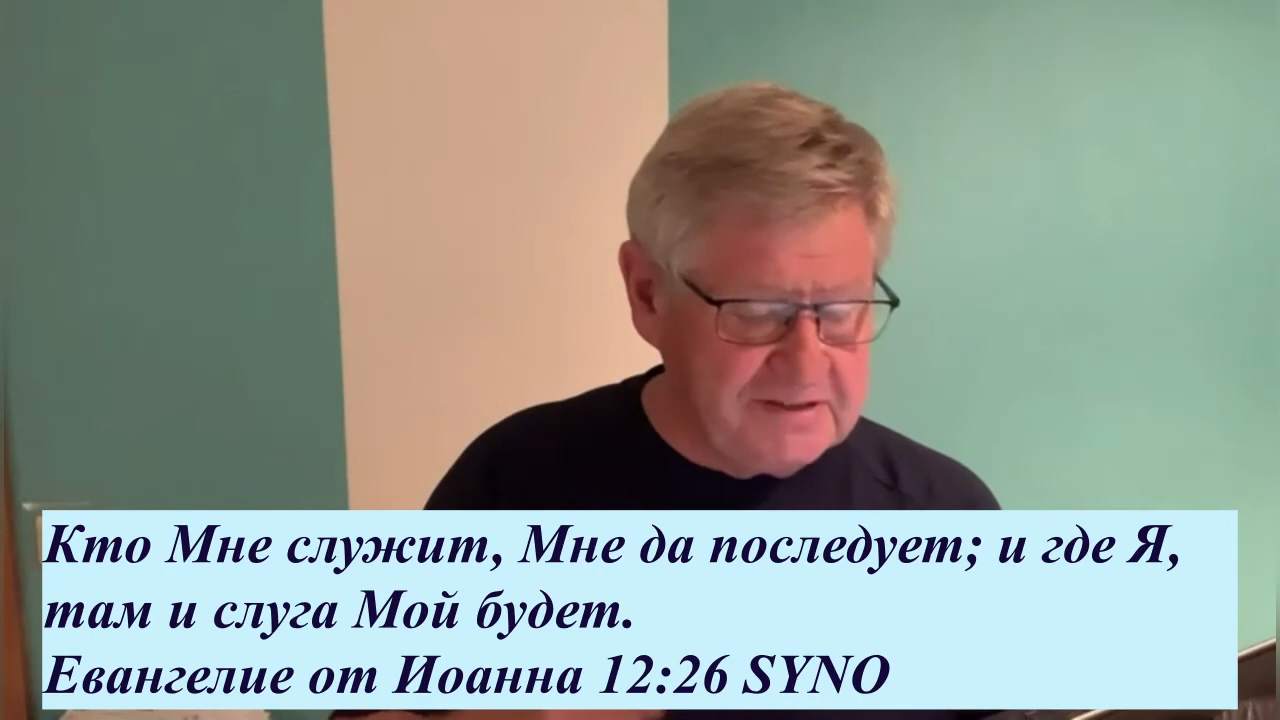 Кто Мне служит, Мне да последует; и где Я,
там и слуга Мой будет.
Евангелие от Иоанна 12:26 SYNO